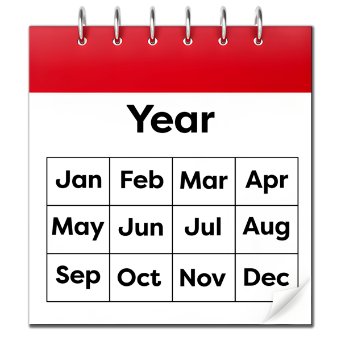 Year
Jan Feb Mar Apr
May Jun Jul Aug
Sep Oct Nov Dec